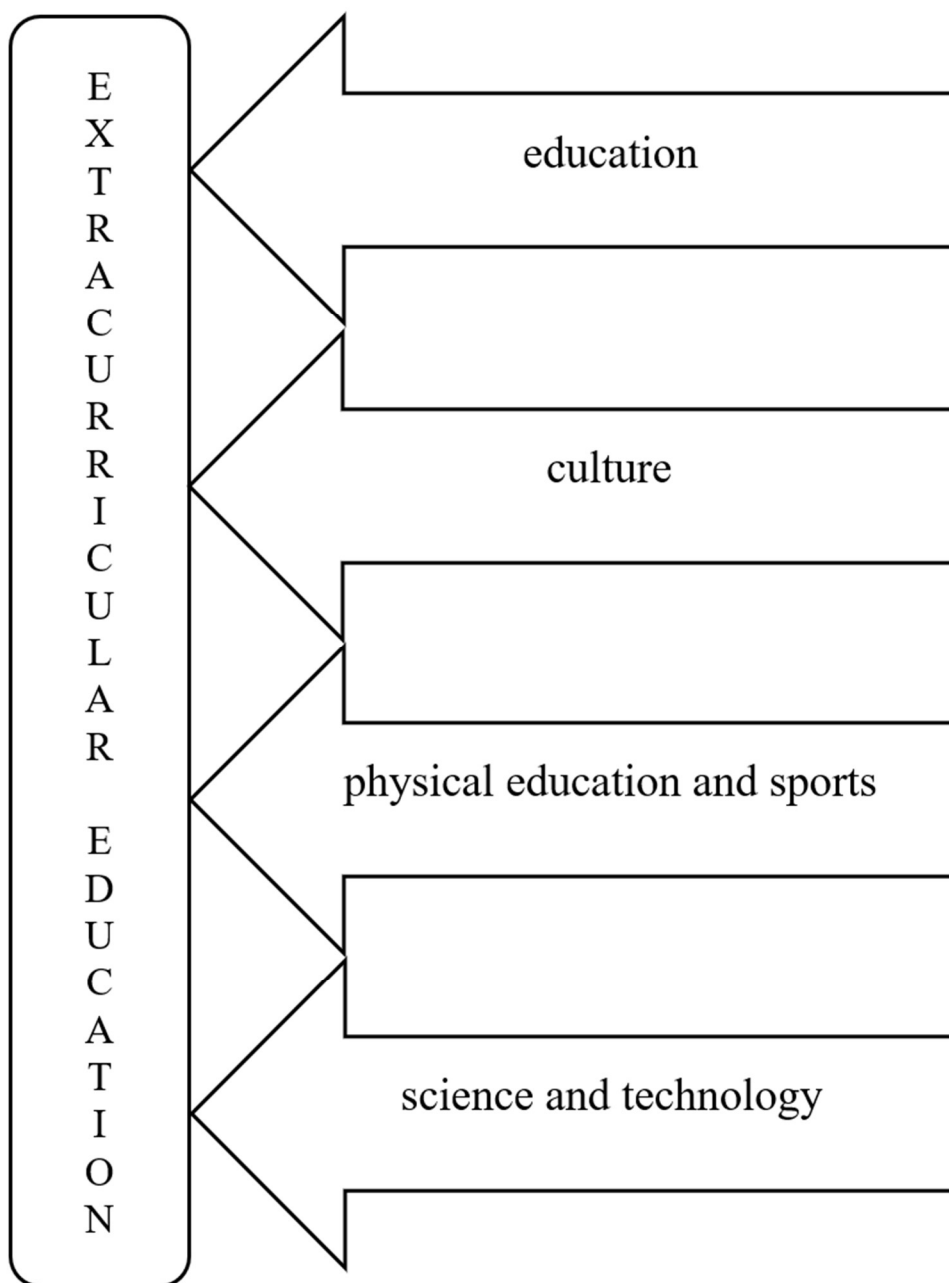 EXTRACURRICULAR EDUCATION
education
culture
physical education and sports
science and technology